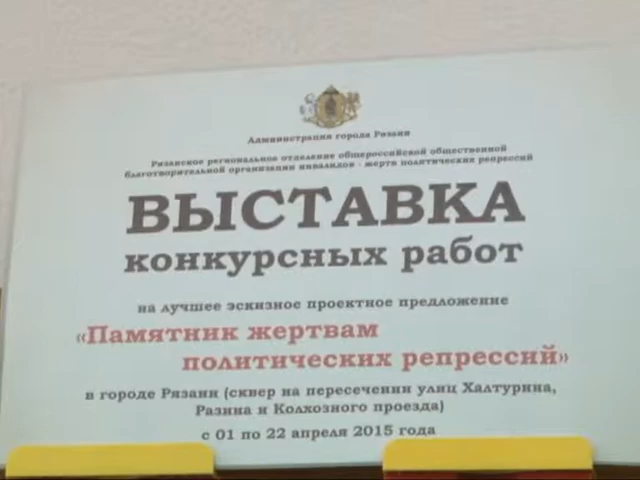 Администрация города Рязани
Рязанское региональное отделение общероссийской общественной
благотворительной организации инвалидов - жертв политических репрессий
ВЫСТАВКА
конкурсных работ
на лучшее эскизное проектное предложение
«Памятник жертвам
политических репрессий»
в городе Рязани (сквер на пересечении улиц Халтурина,
Разина и Колхозного проезда)
с 01 по 22 апреля 2015 года